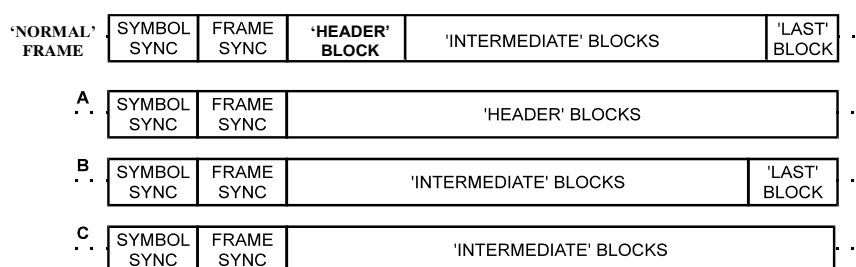 ‘NORMAL’ FRAME
SYMBOL SYNC
FRAME SYNC
‘HEADER’ BLOCK
'INTERMEDIATE' BLOCKS
'LAST' BLOCK
A
SYMBOL SYNC
FRAME SYNC
'HEADER' BLOCKS
B
SYMBOL SYNC
FRAME SYNC
'INTERMEDIATE' BLOCKS
'LAST' BLOCK
C
SYMBOL SYNC
FRAME SYNC
'INTERMEDIATE' BLOCKS